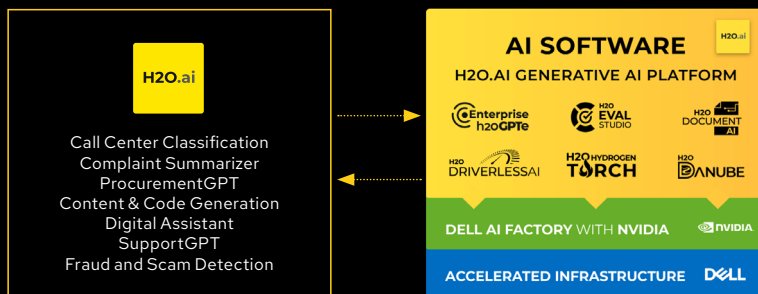 H2O.ai
Call Center Classification
Complaint Summarizer
ProcurementGPT
Content & Code Generation
Digital Assistant
SupportGPT
Fraud and Scam Detection
AI SOFTWARE
H2O.ai
H2O.AI GENERATIVE AI PLATFORM
Enterprise
h2OGPTe
H2O
EVAL
STUDIO
H2O
DOCUMENT
AI
H2O
DRIVERLESSAI
H2O HYDROGEN
TORCH
H2O
DANUBE
DELL AI FACTORY WITH NVIDIA
NVIDIA
ACCELERATED INFRASTRUCTURE
DELL